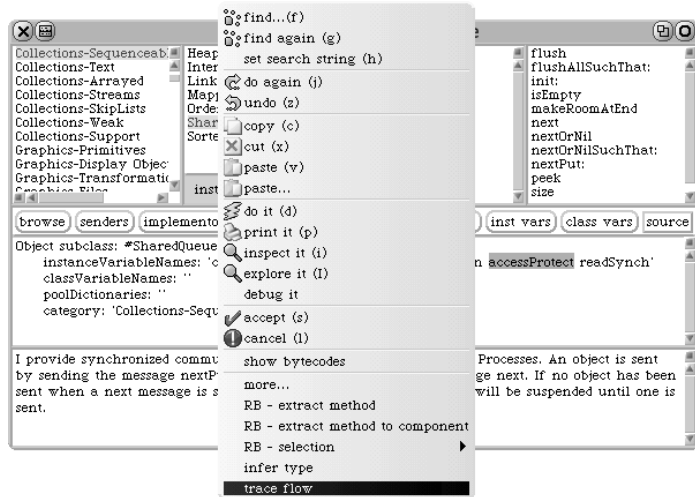 e
Collections-Sequenceabl
Collections-Text
Collections-Arrayed
Collections-Streams
Collections-SkipLists
Collections-Weak
Collections-Support
Graphics-Primitives
Graphics-Display Objec
Graphics-Transformatio
Graphics-Files
Heap
Inter
Link
Mapp
Order
Shar
Sorte
inst
flush
flushAllSuchThat:
init:
isEmpty
makeRoomAtEnd
next
nextOrNil
nextOrNilSuchThat:
nextPut:
peek
size
browse senders implemento inst vars class vars source
Object subclass: #SharedQueue
instanceVariableNames: 'c n accessProtect readSynch'
classVariableNames: ''
poolDictionaries: ''
category: 'Collections-Sequ
I provide synchronized commu Processes. An object is sent
by sending the message nextP ge next. If no object has been
sent when a next message is s will be suspended until one is
sent.
find...(f)
find again (g)
set search string (h)
do again (j)
undo (z)
copy (c)
cut (x)
paste (v)
paste...
do it (d)
print it (p)
inspect it (i)
explore it (I)
debug it
accept (s)
cancel (l)
show bytecodes
more...
RB - extract method
RB - extract method to component
RB - selection
infer type
trace flow